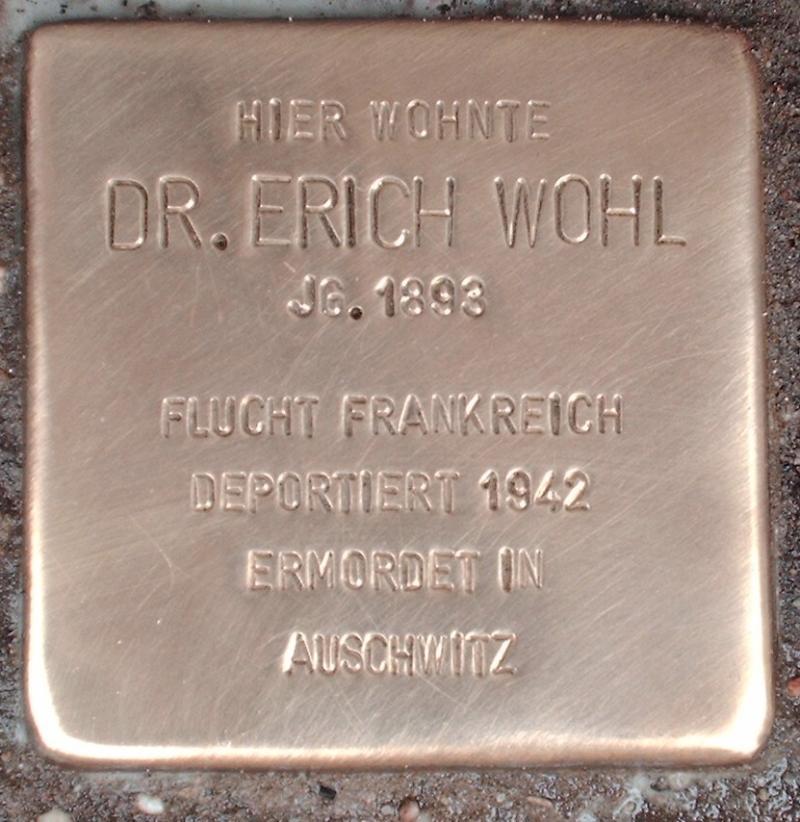 HIER WOHNTE
DR. ERICH WOHL
JG. 1893
FLUCHT FRANKREICH
DEPORTIERT 1942
ERMORDET IN
AUSCHWITZ